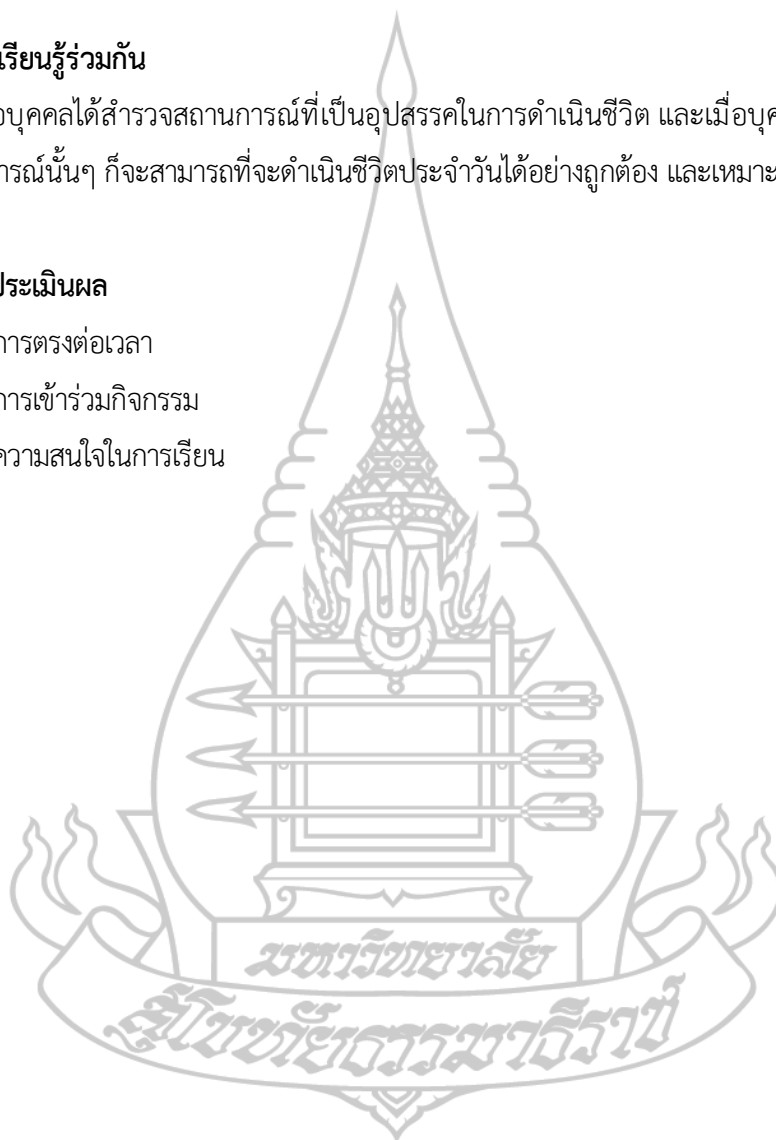 เรียนรู้ร่วมกัน
อบุคคลได้สำรวจสถานการณ์ที่เป็นอุปสรรคในการดำเนินชีวิต และเมื่อบุค
ารณ์นั้นๆ ก็จะสามารถที่จะดำเนินชีวิตประจำวันได้อย่างถูกต้อง และเหมาะ
ประเมินผล
การตรงต่อเวลา
การเข้าร่วมกิจกรรม
ความสนใจในการเรียน
มหาวิทยาลัย
สุโขทัยธรรมาธิราช